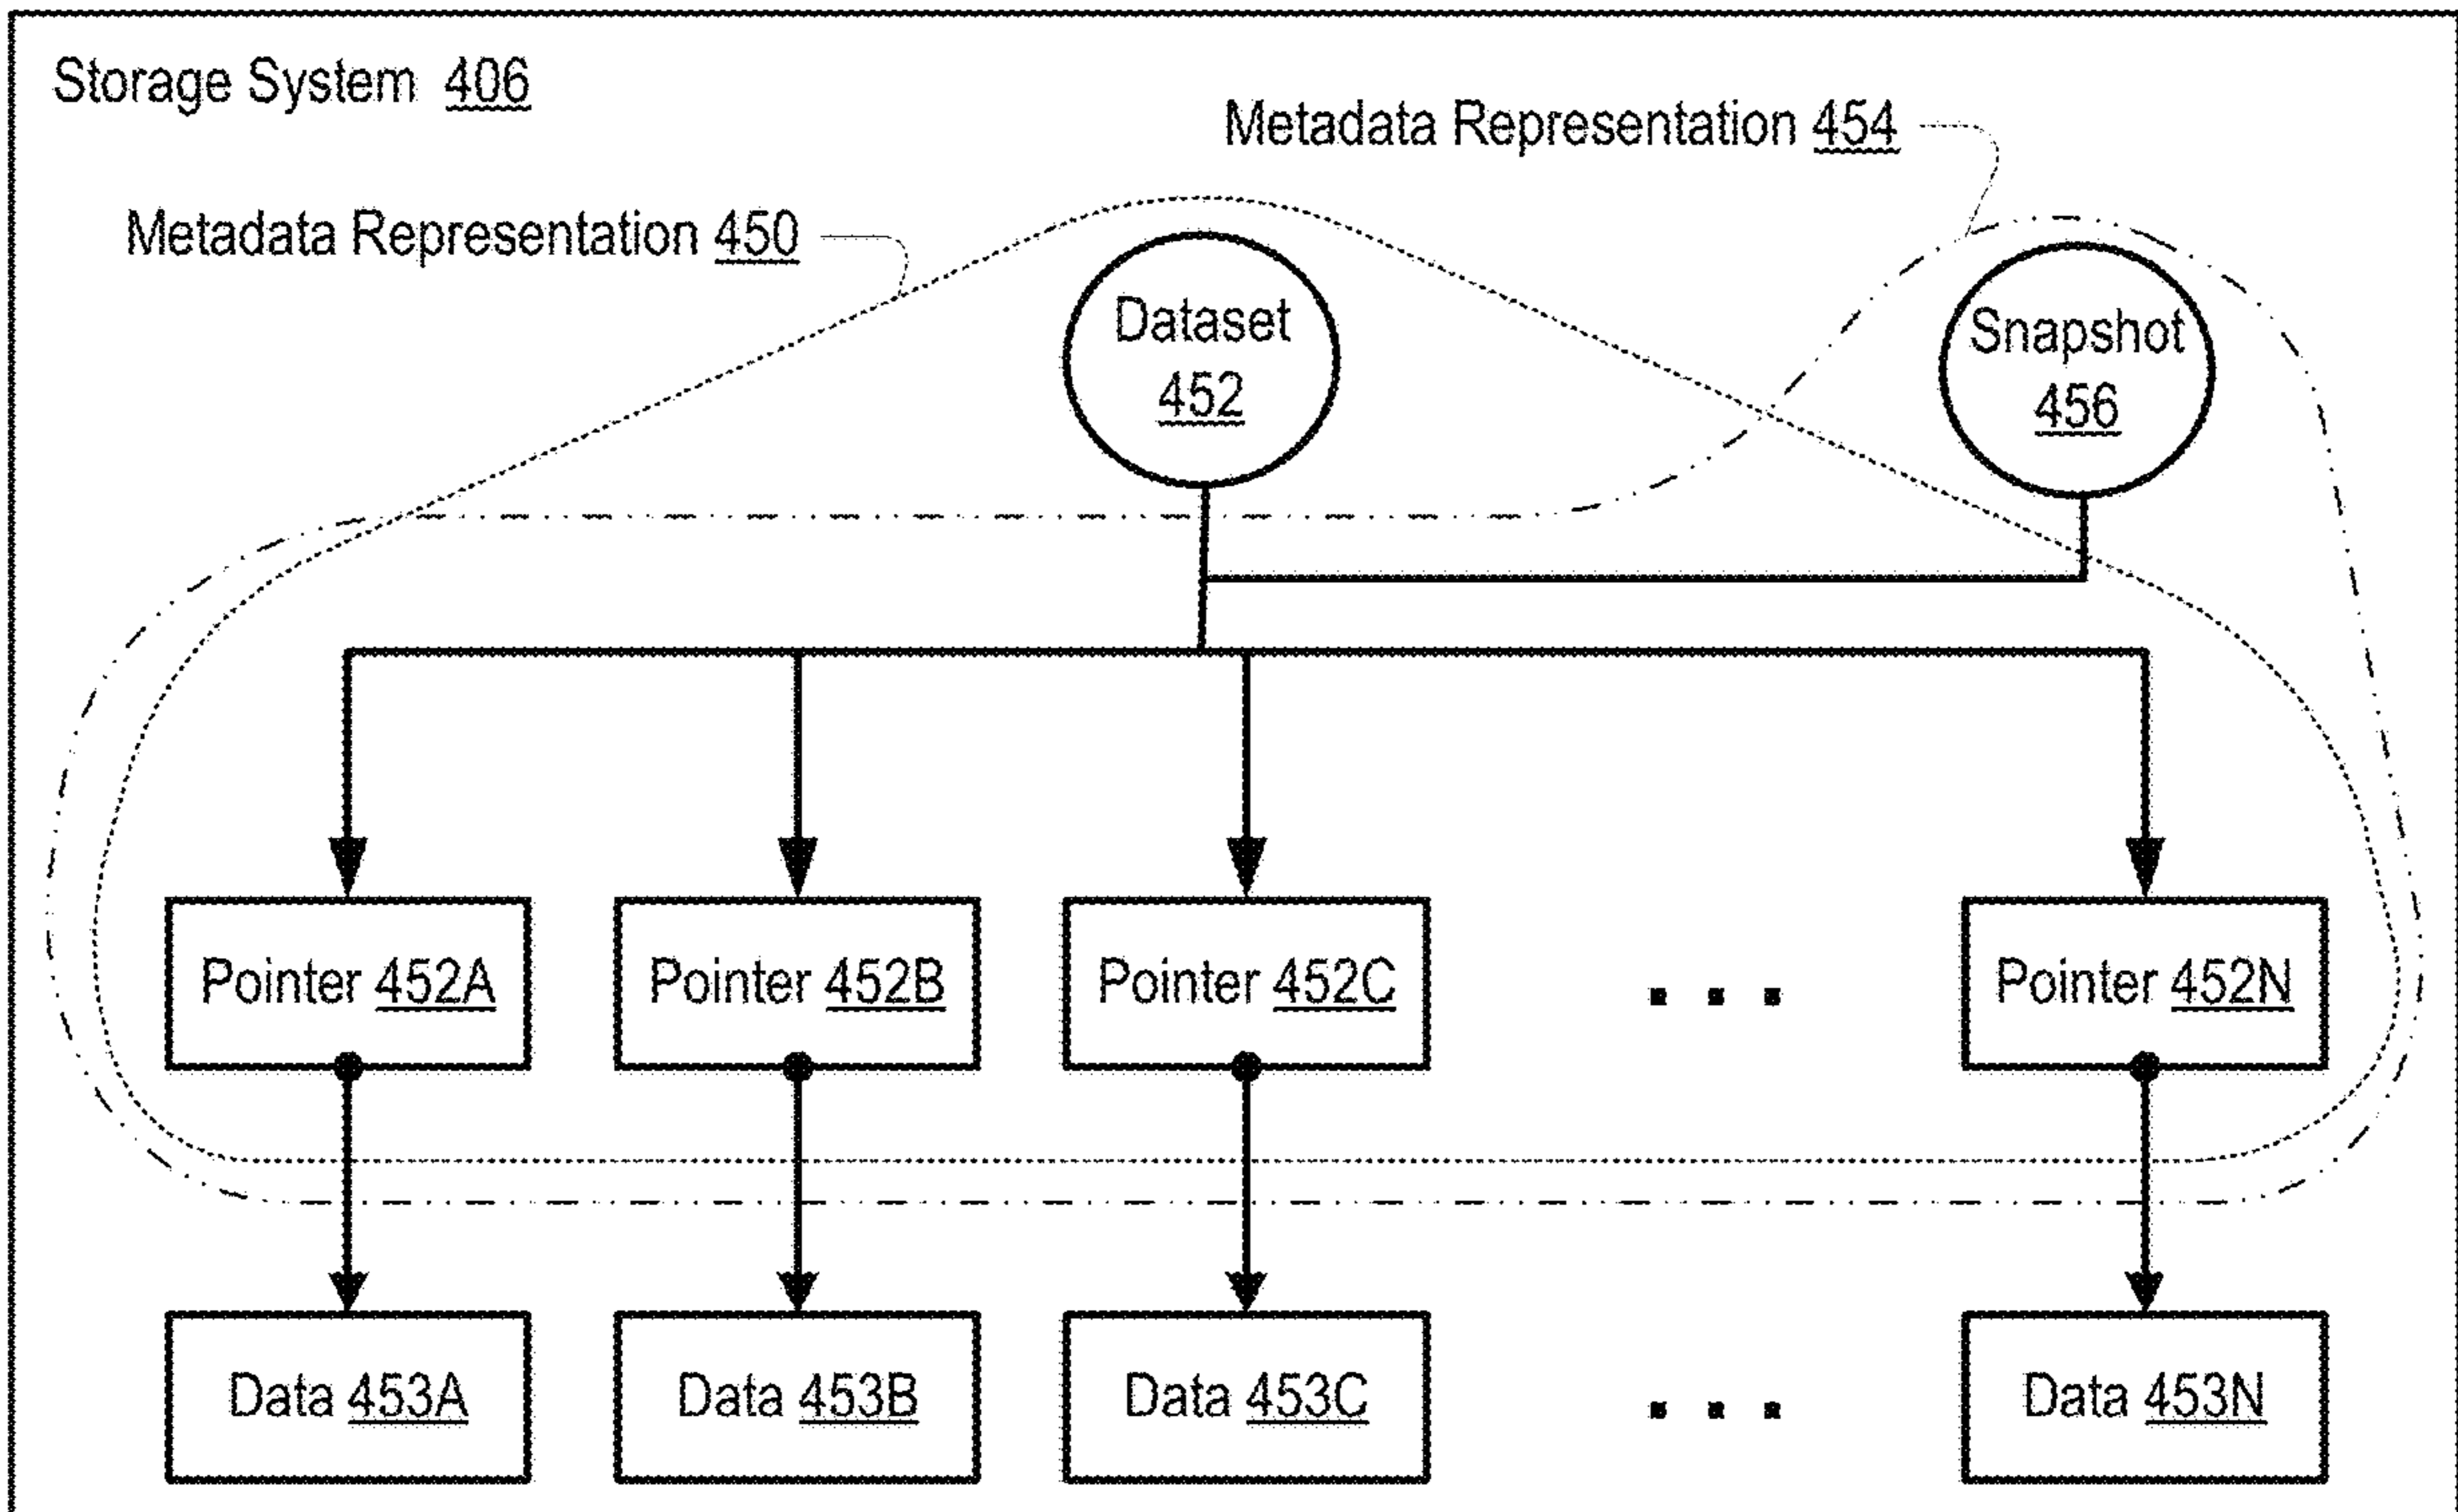 Storage System 406
Metadata Representation 454
Metadata Representation 450
Dataset
452
Snapshot
456
Pointer 452A
Pointer 452B
Pointer 452C
. . .
Pointer 452N
Data 453A
Data 453B
Data 453C
. . .
Data 453N